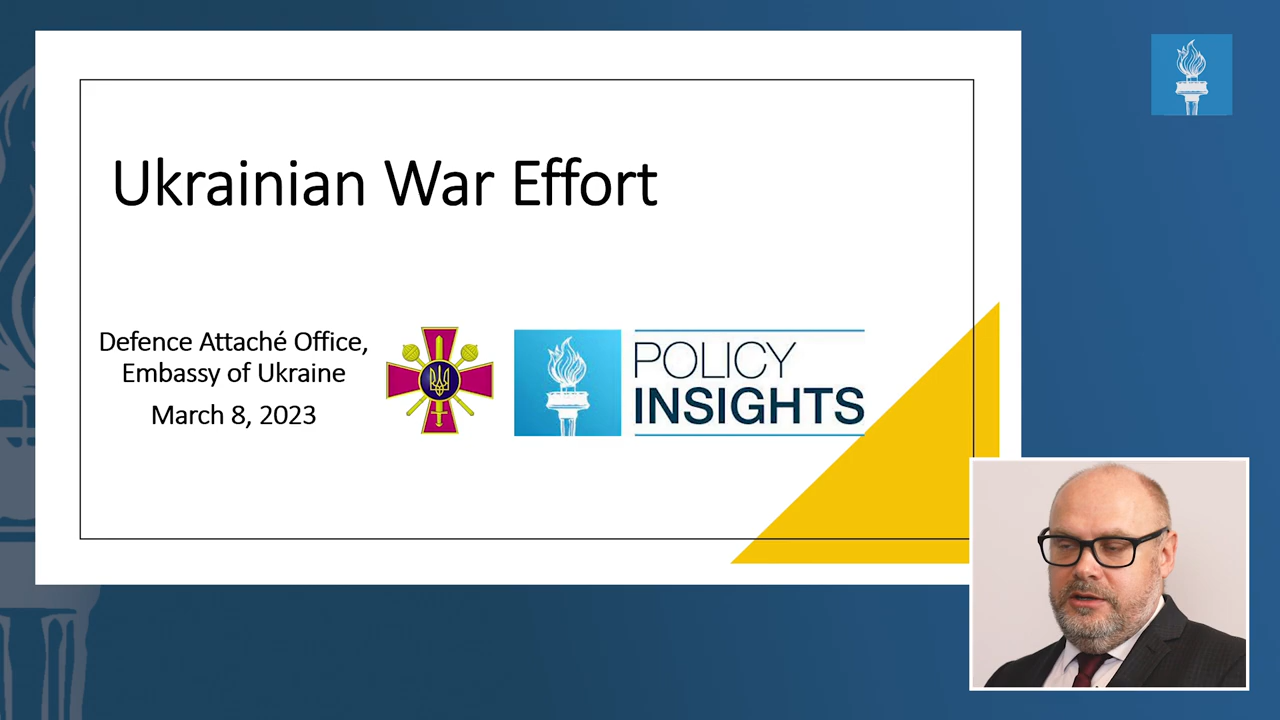 Ukrainian War Effort
Defence Attaché Office,
Embassy of Ukraine
March 8, 2023
POLICY
INSIGHTS